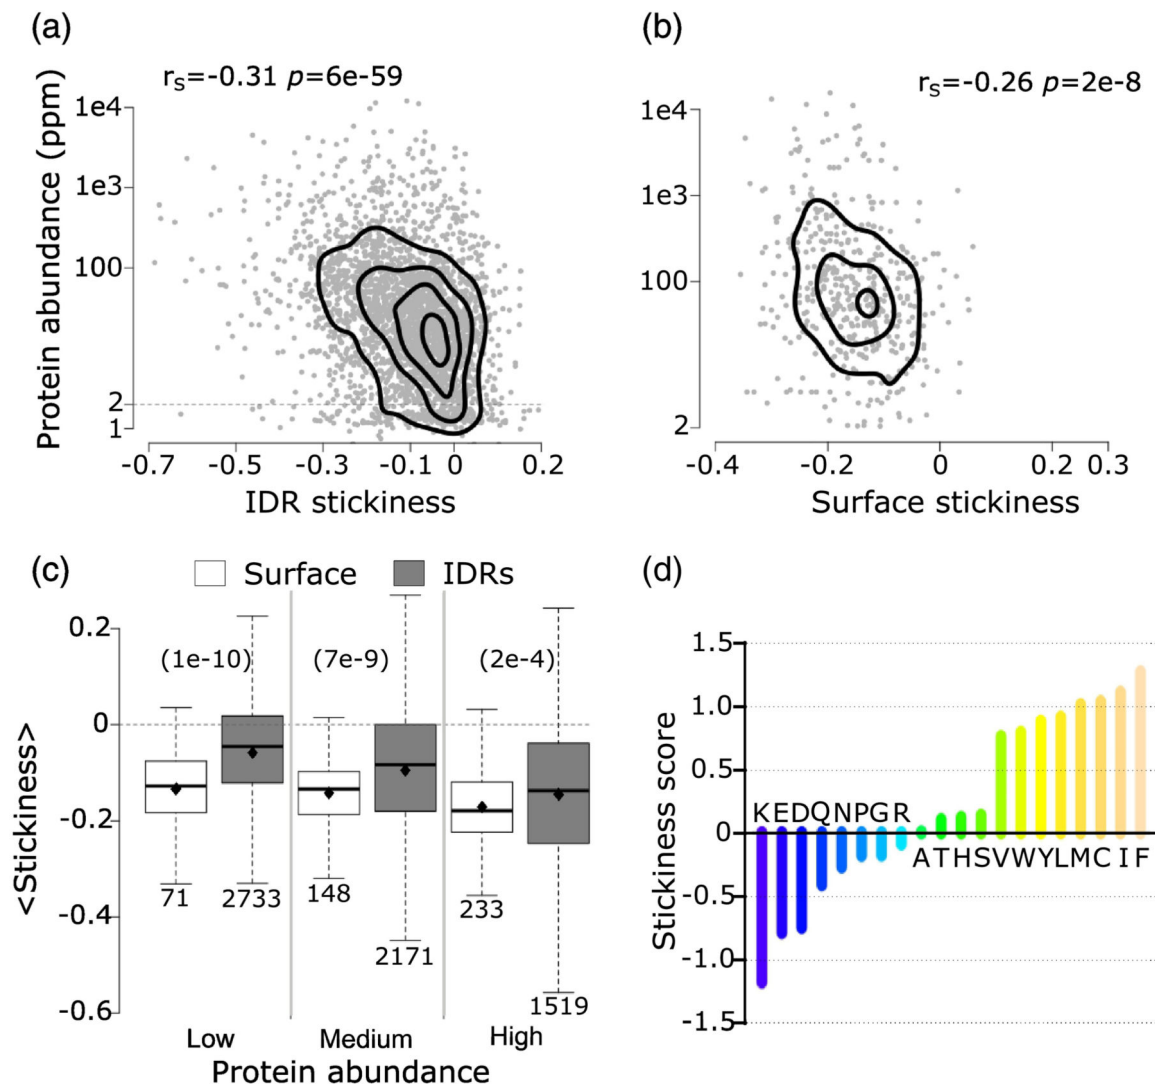 (a)
r_S=-0.31 p=6e-59
Protein abundance (ppm)
1e4
1e3
100
2
1
-0.7 -0.5 -0.3 -0.1 0 0.2
IDR stickiness
(b)
r_S=-0.26 p=2e-8
1e4
1e3
100
2
-0.4 -0.2 0 0.2 0.3
Surface stickiness
(c)
Surface IDRs
<Stickiness>
0.2
0
-0.2
-0.4
-0.6
(1e-10) (7e-9) (2e-4)
71 2733 148 2171 233 1519
Low Medium High
Protein abundance
(d)
Stickiness score
1.5
1.0
0.5
0
-0.5
-1.0
-1.5
KEDQNPGR
ATHSVWYLMCIF